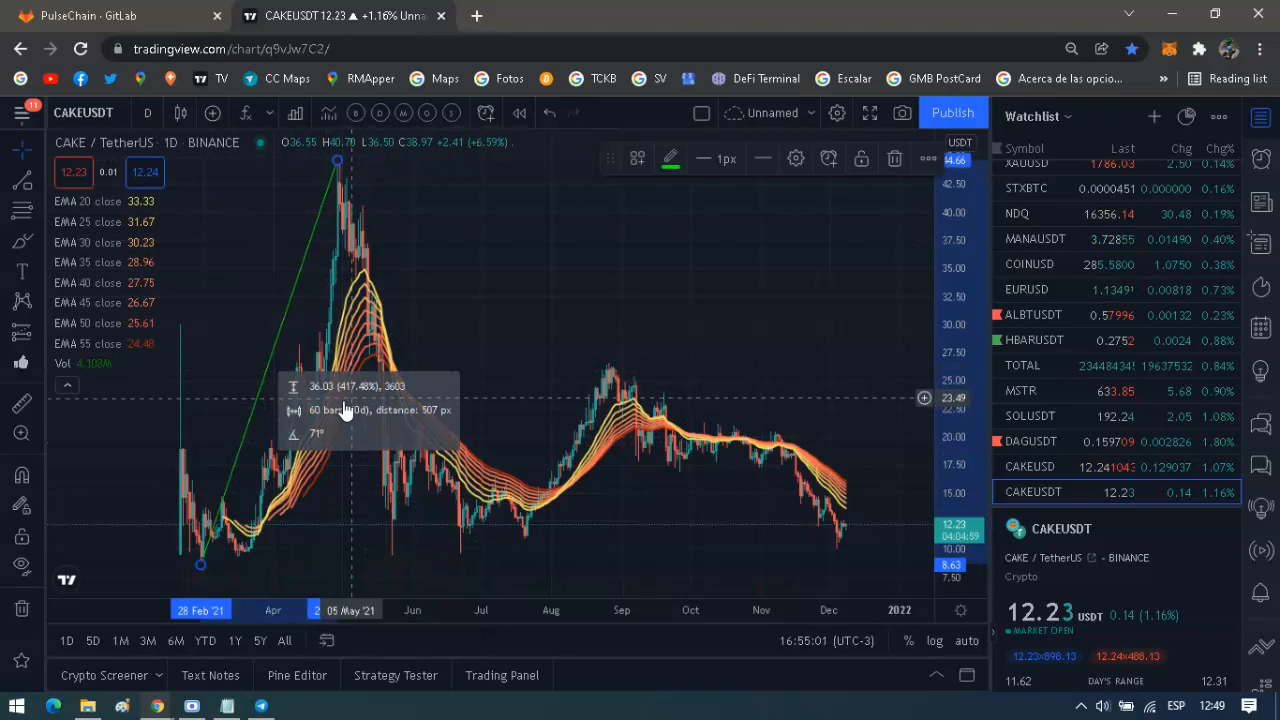 PulseChain · GitLab
CAKEUSDT 12.23 ▲ +1.16% Unna
tradingview.com/chart/q9vJw7C2/
TV
CC Maps
RMApper
Maps
Fotos
TCKB
SV
DeFi Terminal
Escalar
GMB PostCard
Acerca de las opcio...
»
Reading list
11
CAKEUSDT
D
B
D
M
O
S
Unnamed
Publish
Watchlist
CAKE / TetherUS · 1D · BINANCE
O36.55 H40.70 L36.50 C38.97 +2.41 (+6.59%)
1px
USDT
Symbol Last Chg Chg%
12.23 0.01 12.24
EMA 20 close 33.33
EMA 25 close 31.67
EMA 30 close 30.23
EMA 35 close 28.96
EMA 40 close 27.75
EMA 45 close 26.67
EMA 50 close 25.61
EMA 55 close 24.48
Vol 4.108M
36.03 (417.48%), 3603
distance: 507 px
71°
44.66
42.50
40.00
37.50
35.00
32.50
30.00
27.50
25.00
23.49
22.50
20.00
17.50
15.00
12.23
04:04:59
10.00
8.63
7.50
XAUUSD 1786.03 2.50 0.14%
STXBTC 0.0000451 0.000000 0.16%
NDQ 16356.14 30.48 0.19%
MANAUSDT 3.72855 0.01490 0.40%
COINUSD 285.5800 1.0750 0.38%
EURUSD 1.1349 0.00818 0.73%
ALBTUSDT 0.57996 0.00132 0.23%
HBARUSDT 0.2752 0.0024 0.88%
TOTAL 234484345 19637532 0.84%
MSTR 633.85 5.68 0.90%
SOLUSDT 192.24 2.05 1.08%
DAGUSDT 0.159709 0.002826 1.80%
CAKEUSD 12.241043 0.129037 1.07%
CAKEUSDT 12.23 0.14 1.16%
28 Feb '21
Apr
2
05 May '21
Jun
Jul
Aug
Sep
Oct
Nov
Dec
2022
1D 5D 1M 3M 6M YTD 1Y 5Y All
16:55:01 (UTC-3)
% log auto
Crypto Screener
Text Notes
Pine Editor
Strategy Tester
Trading Panel
CAKEUSDT
CAKE / TetherUS
BINANCE
Crypto
12.23 USDT 0.14 (1.16%)
MARKET OPEN
12.23×898.13 12.24×488.13
11.62 DAY'S RANGE 12.31
ESP
12:49